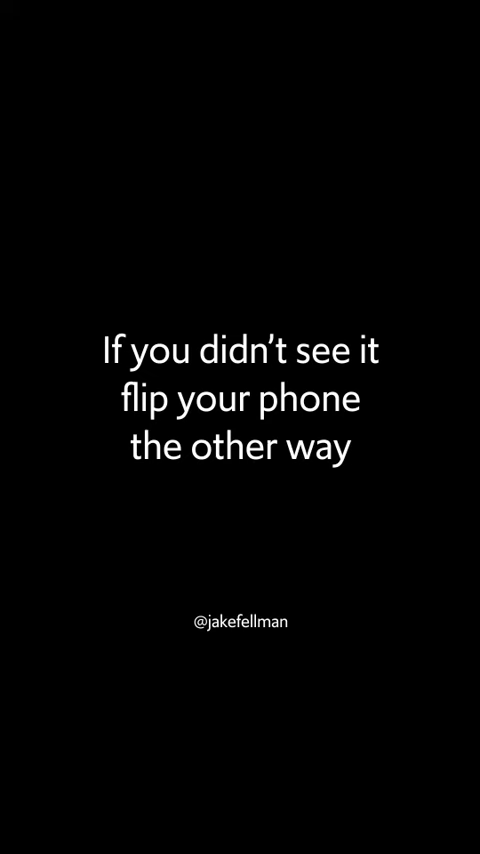 If you didn’t see it
flip your phone
the other way
@jakefellman